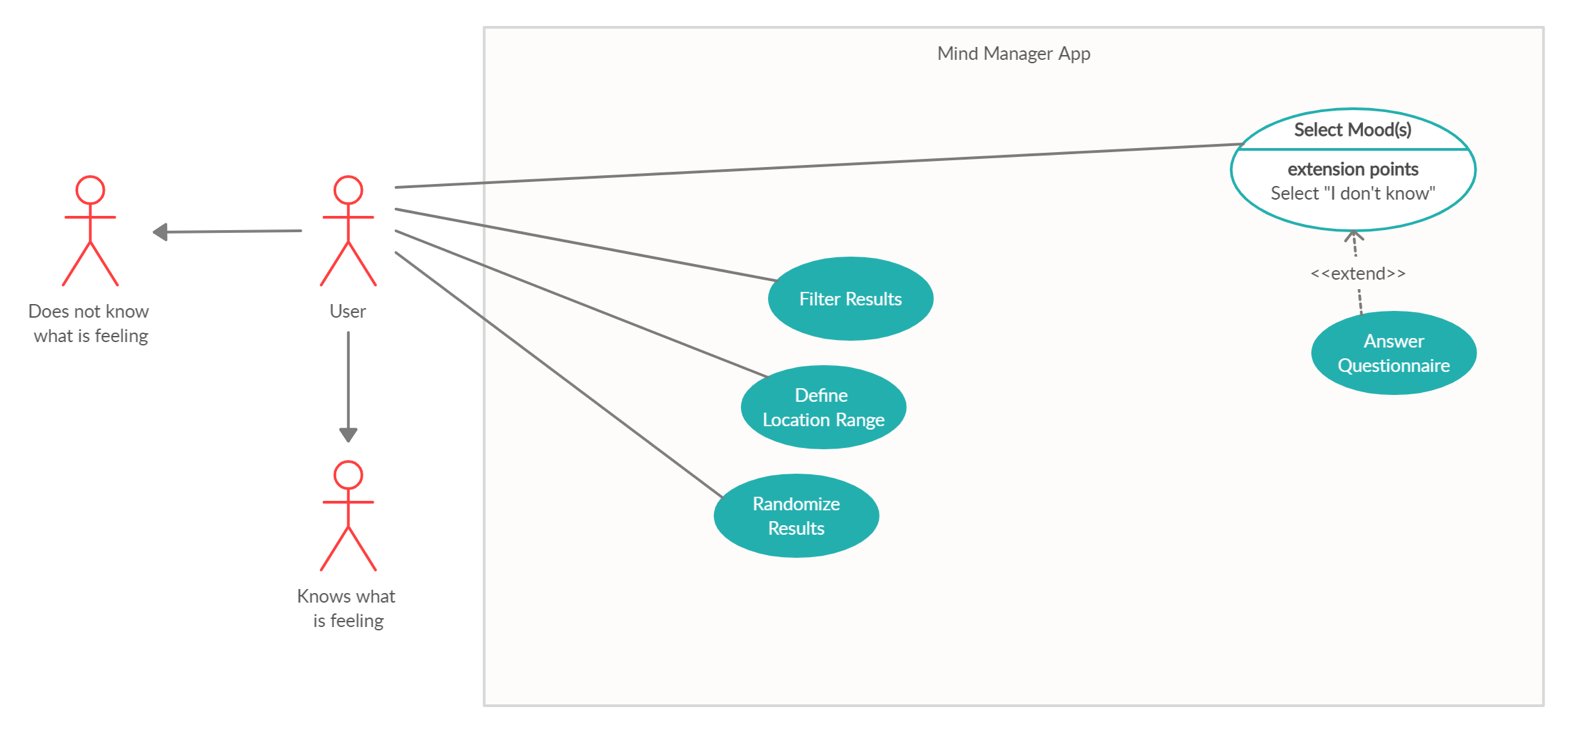 Mind Manager App
Select Mood(s)
extension points
Select "I don't know"
<<extend>>
Answer
Questionnaire
Filter Results
Define
Location Range
Randomize
Results
Does not know
what is feeling
User
Knows what
is feeling